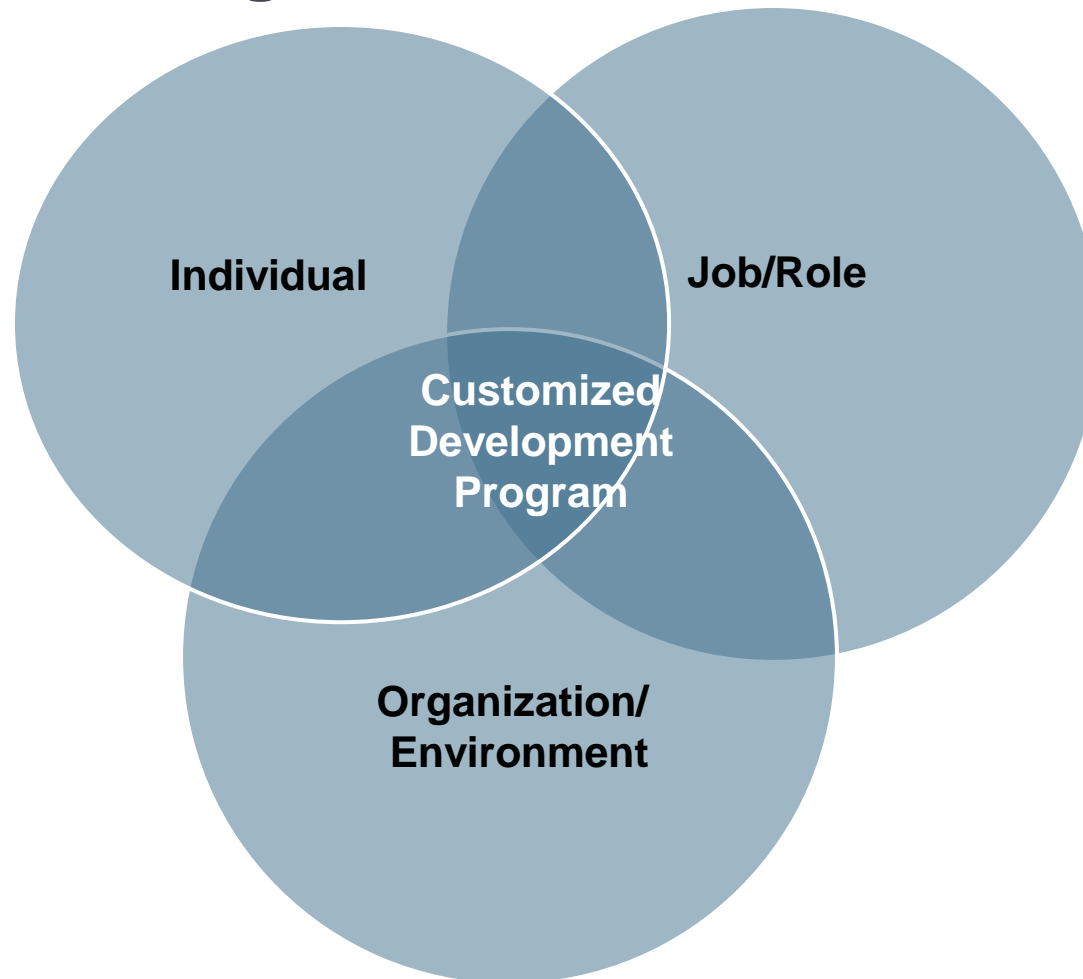 Individual
Job/Role
Customized
Development
Program
Organization/
Environment